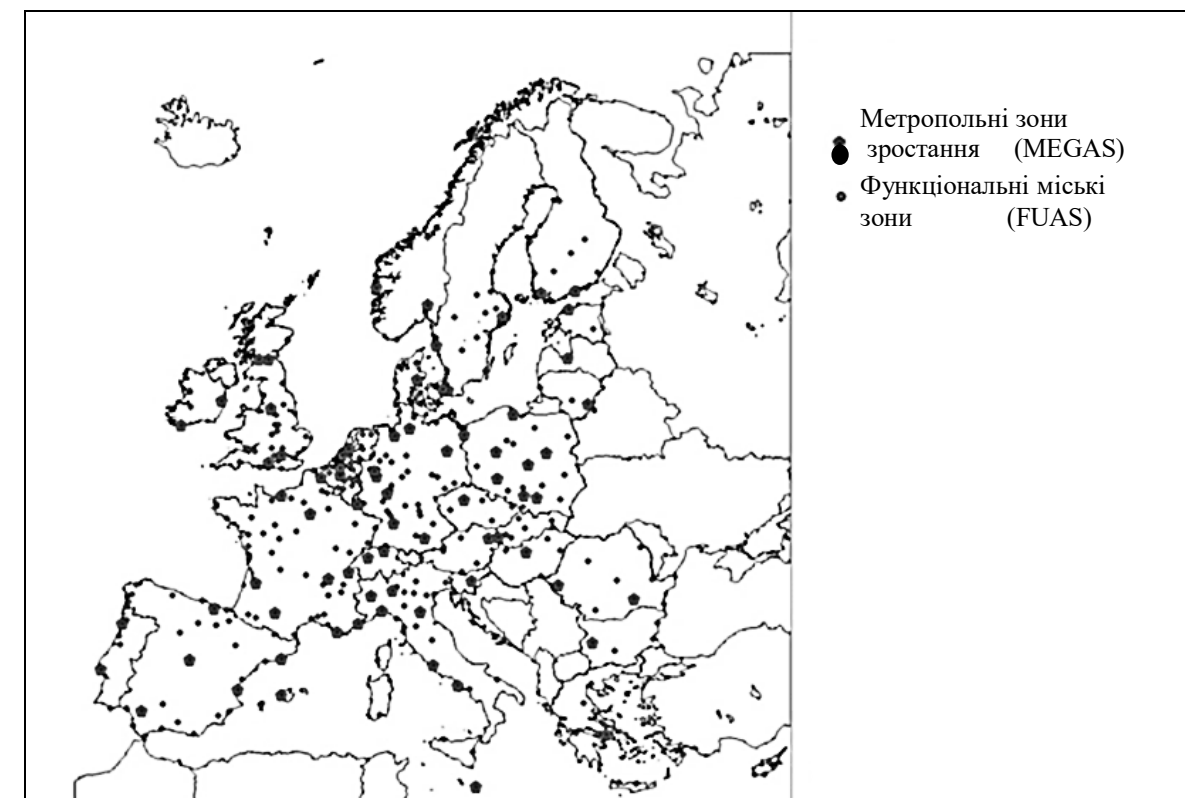 Метропольні зони
зростання (MEGAS)
Функціональні міські
зони (FUAS)